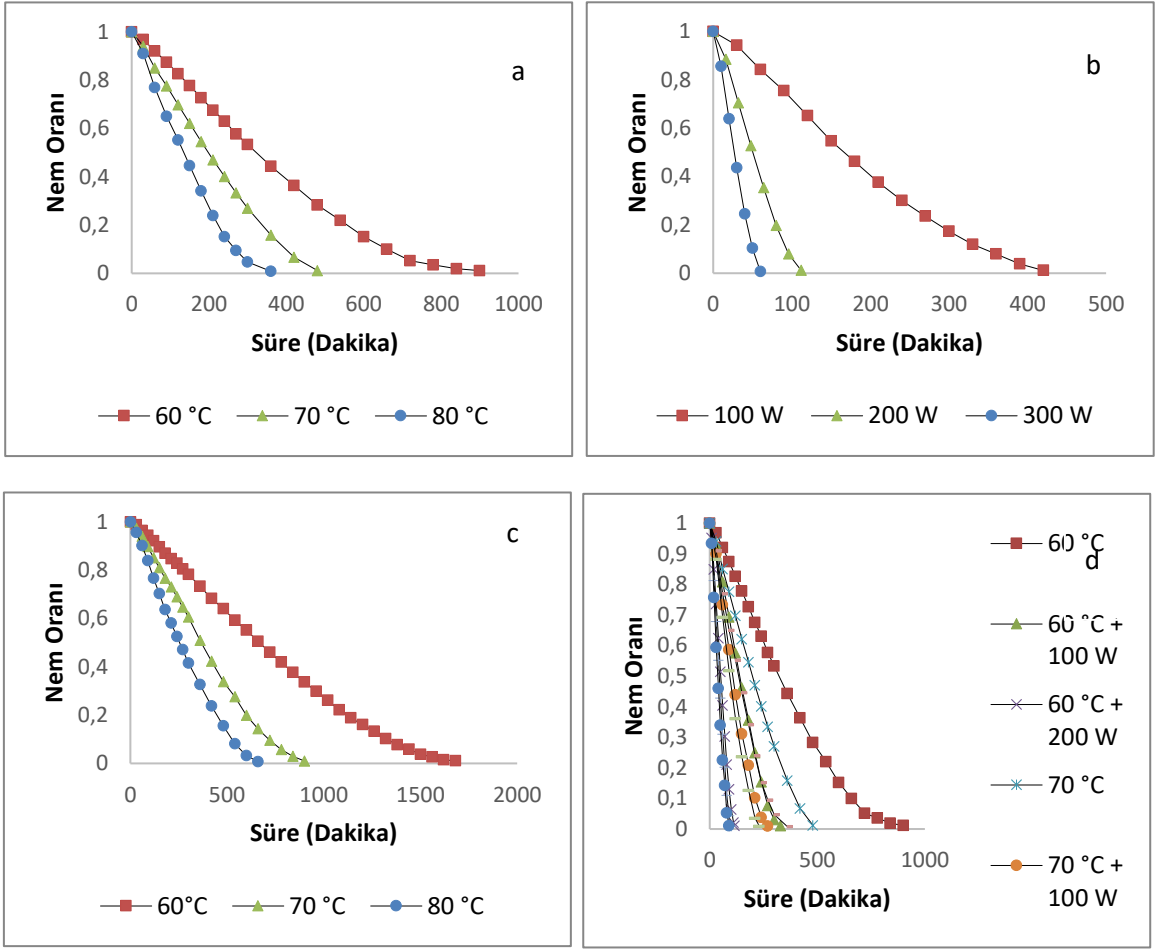 a
Nem Oranı
1
0,8
0,6
0,4
0,2
0
0 200 400 600 800 1000
Süre (Dakika)
60 °C 70 °C 80 °C
b
Nem Oranı
1
0,8
0,6
0,4
0,2
0
0 100 200 300 400 500
Süre (Dakika)
100 W 200 W 300 W
c
Nem Oranı
1
0,8
0,6
0,4
0,2
0
0 500 1000 1500 2000
Süre (Dakika)
60°C 70 °C 80 °C
d
Nem Oranı
1
0,9
0,8
0,7
0,6
0,5
0,4
0,3
0,2
0,1
0
0 500 1000
Süre (Dakika)
60 °C
60 °C +
100 W
60 °C +
200 W
70 °C
70 °C +
100 W